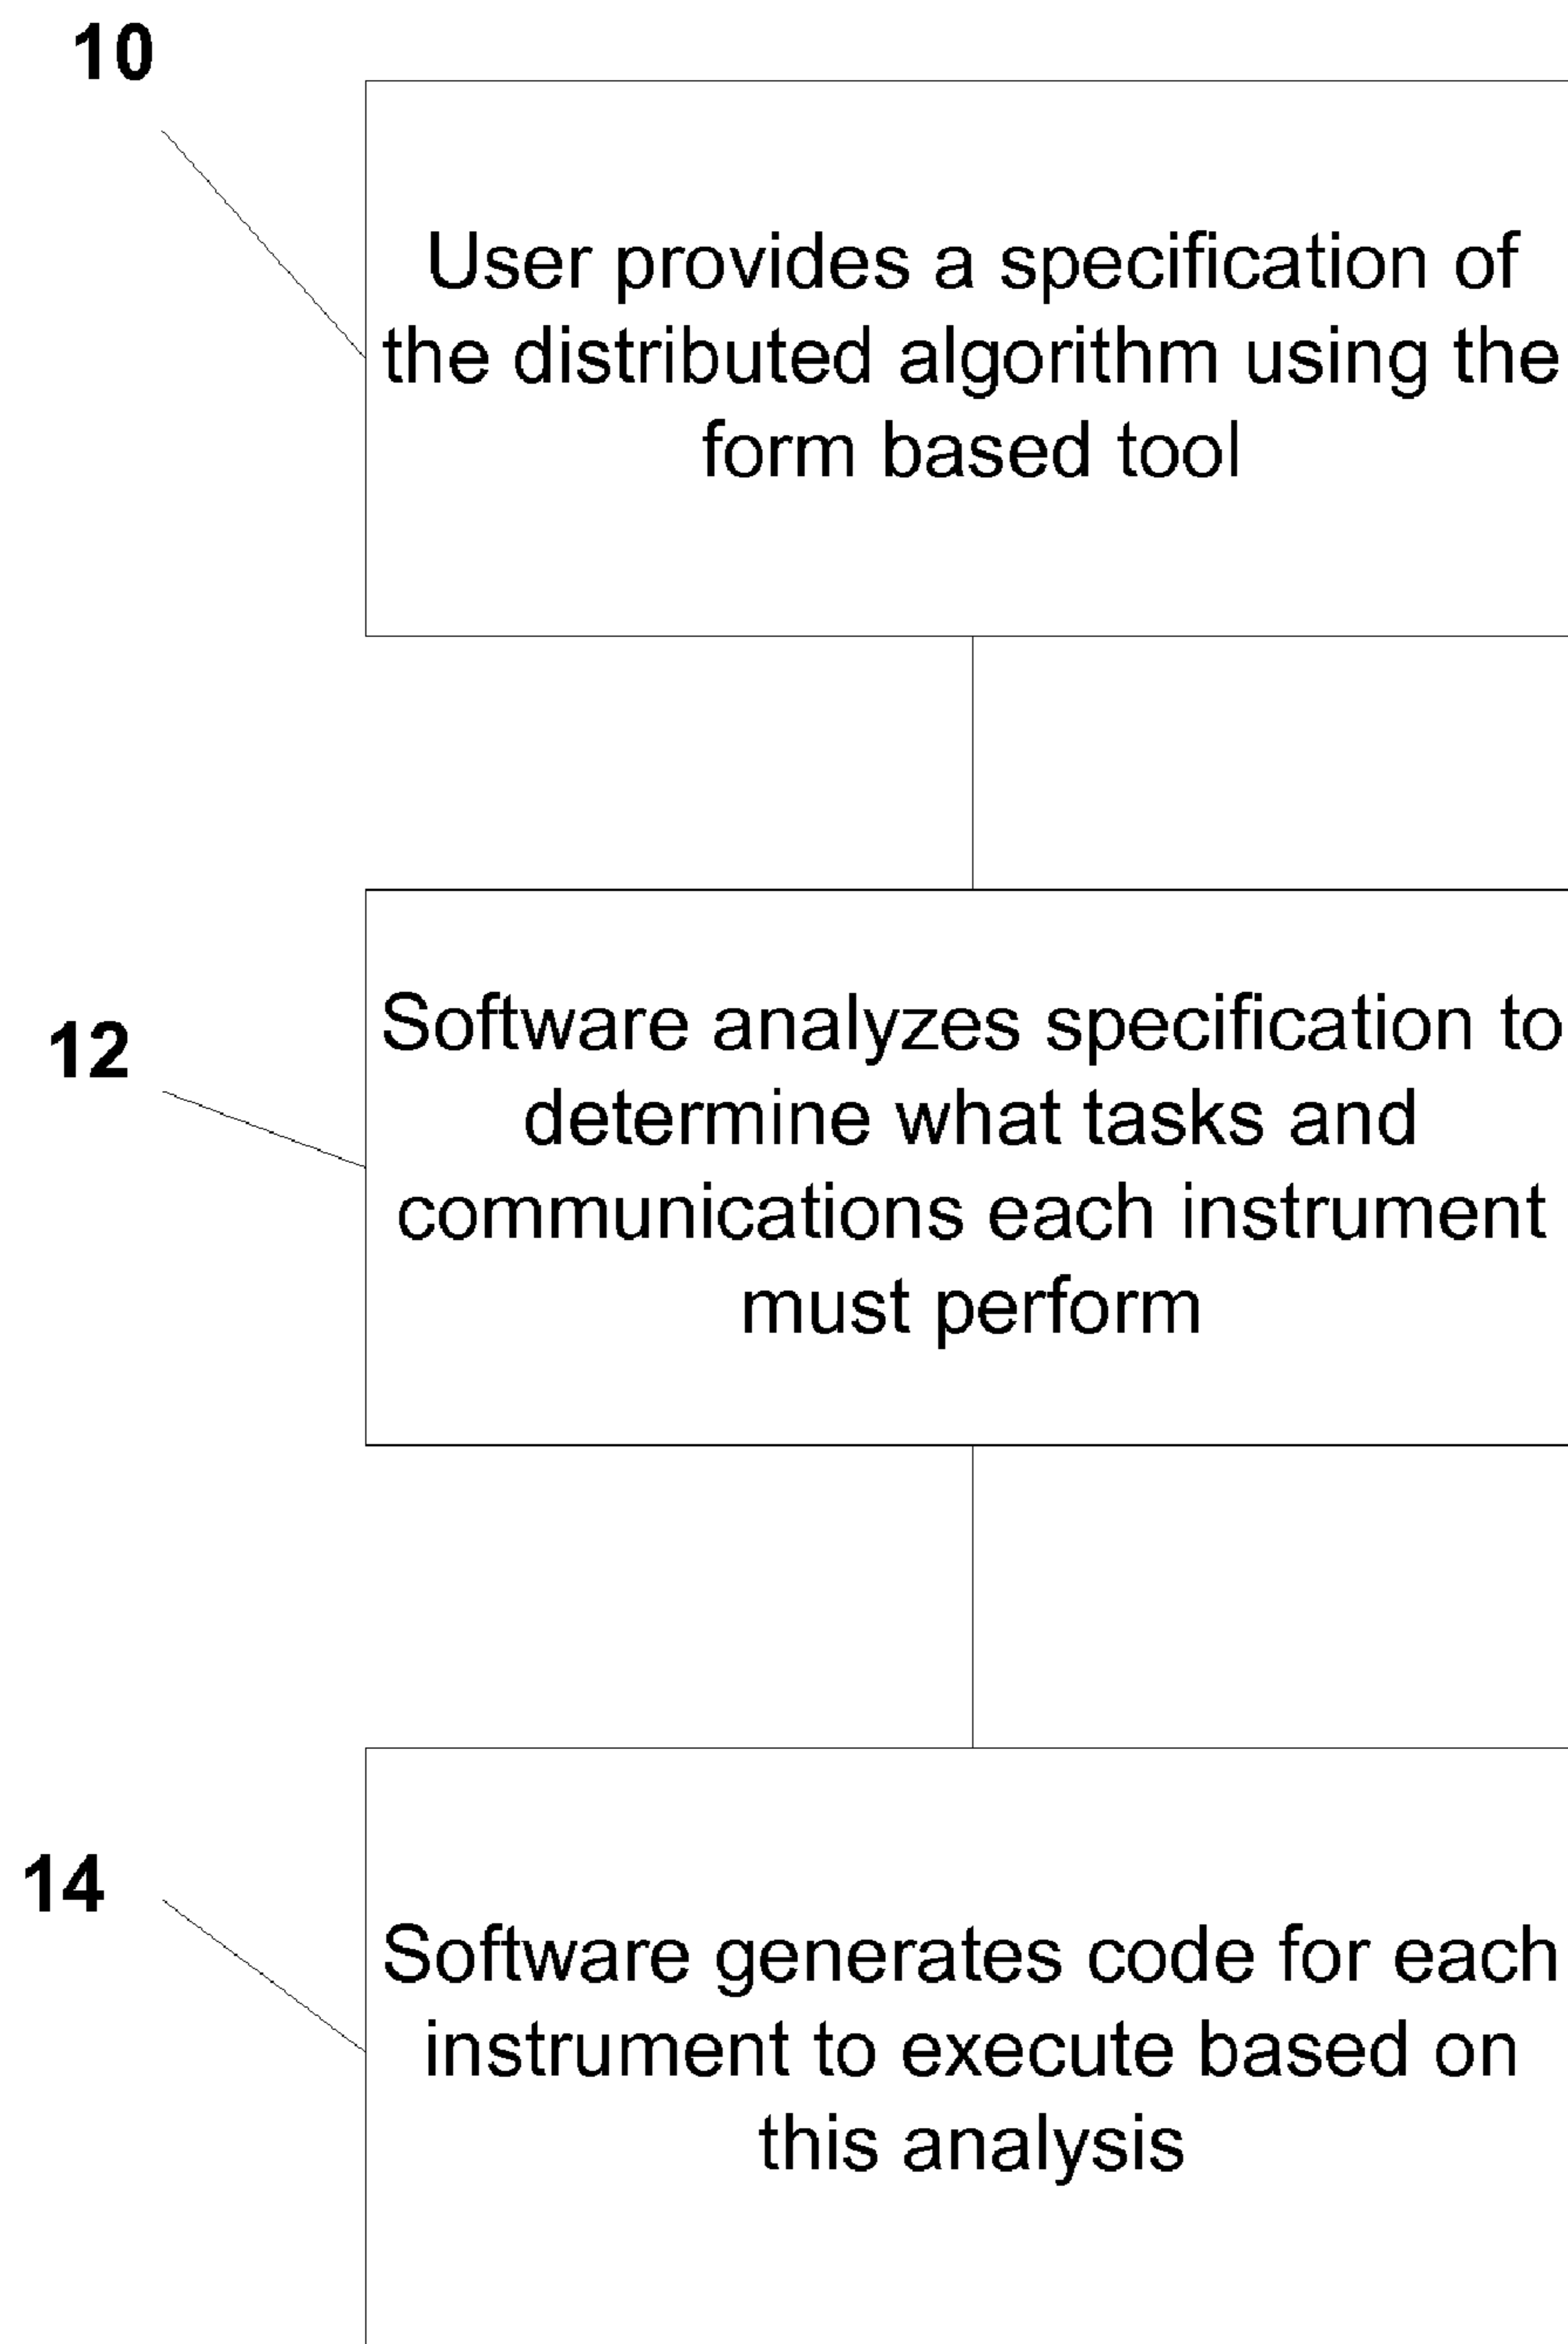 10
User provides a specification of
the distributed algorithm using the
form based tool
12
Software analyzes specification to
determine what tasks and
communications each instrument
must perform
14
Software generates code for each
instrument to execute based on
this analysis